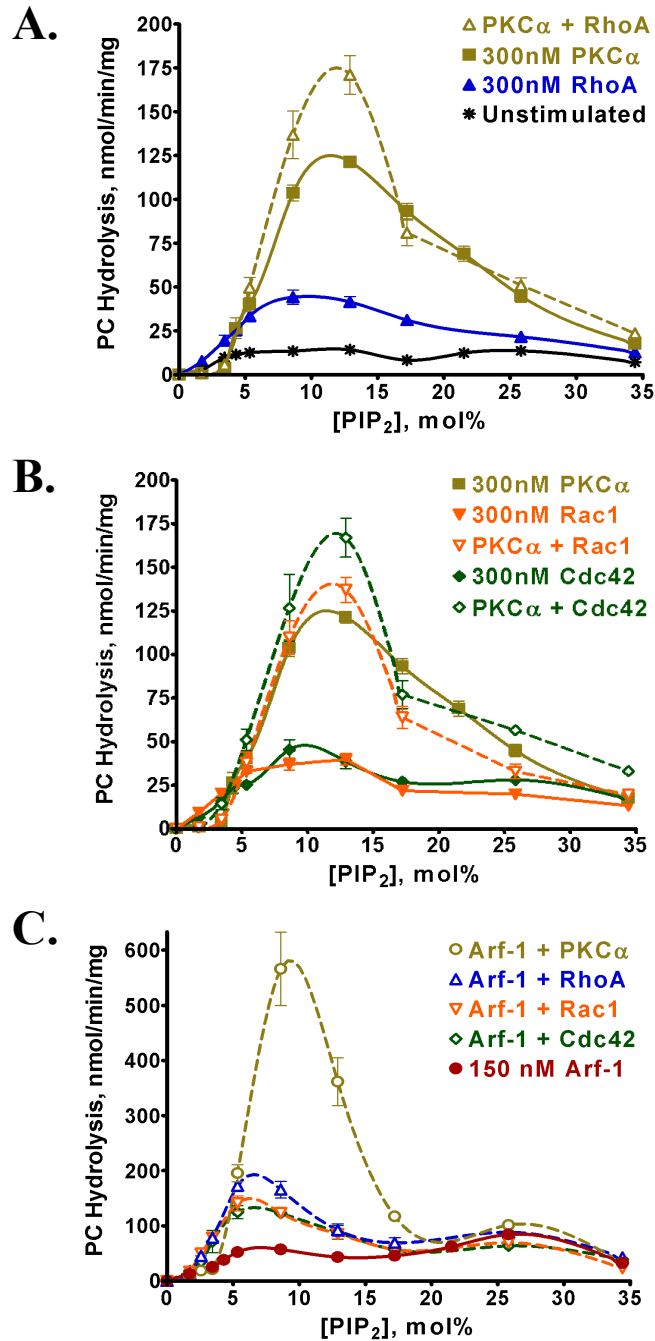 A.
PKCα + RhoA
300nM PKCα
300nM RhoA
Unstimulated
PC Hydrolysis, nmol/min/mg
200
175
150
125
100
75
50
25
0
0 5 10 15 20 25 30 35
[PIP₂], mol%
B.
300nM PKCα
300nM Rac1
PKCα + Rac1
300nM Cdc42
PKCα + Cdc42
PC Hydrolysis, nmol/min/mg
200
175
150
125
100
75
50
25
0
0 5 10 15 20 25 30 35
[PIP₂], mol%
C.
Arf-1 + PKCα
Arf-1 + RhoA
Arf-1 + Rac1
Arf-1 + Cdc42
150 nM Arf-1
PC Hydrolysis, nmol/min/mg
600
500
400
300
200
100
0
0 5 10 15 20 25 30 35
[PIP₂], mol%